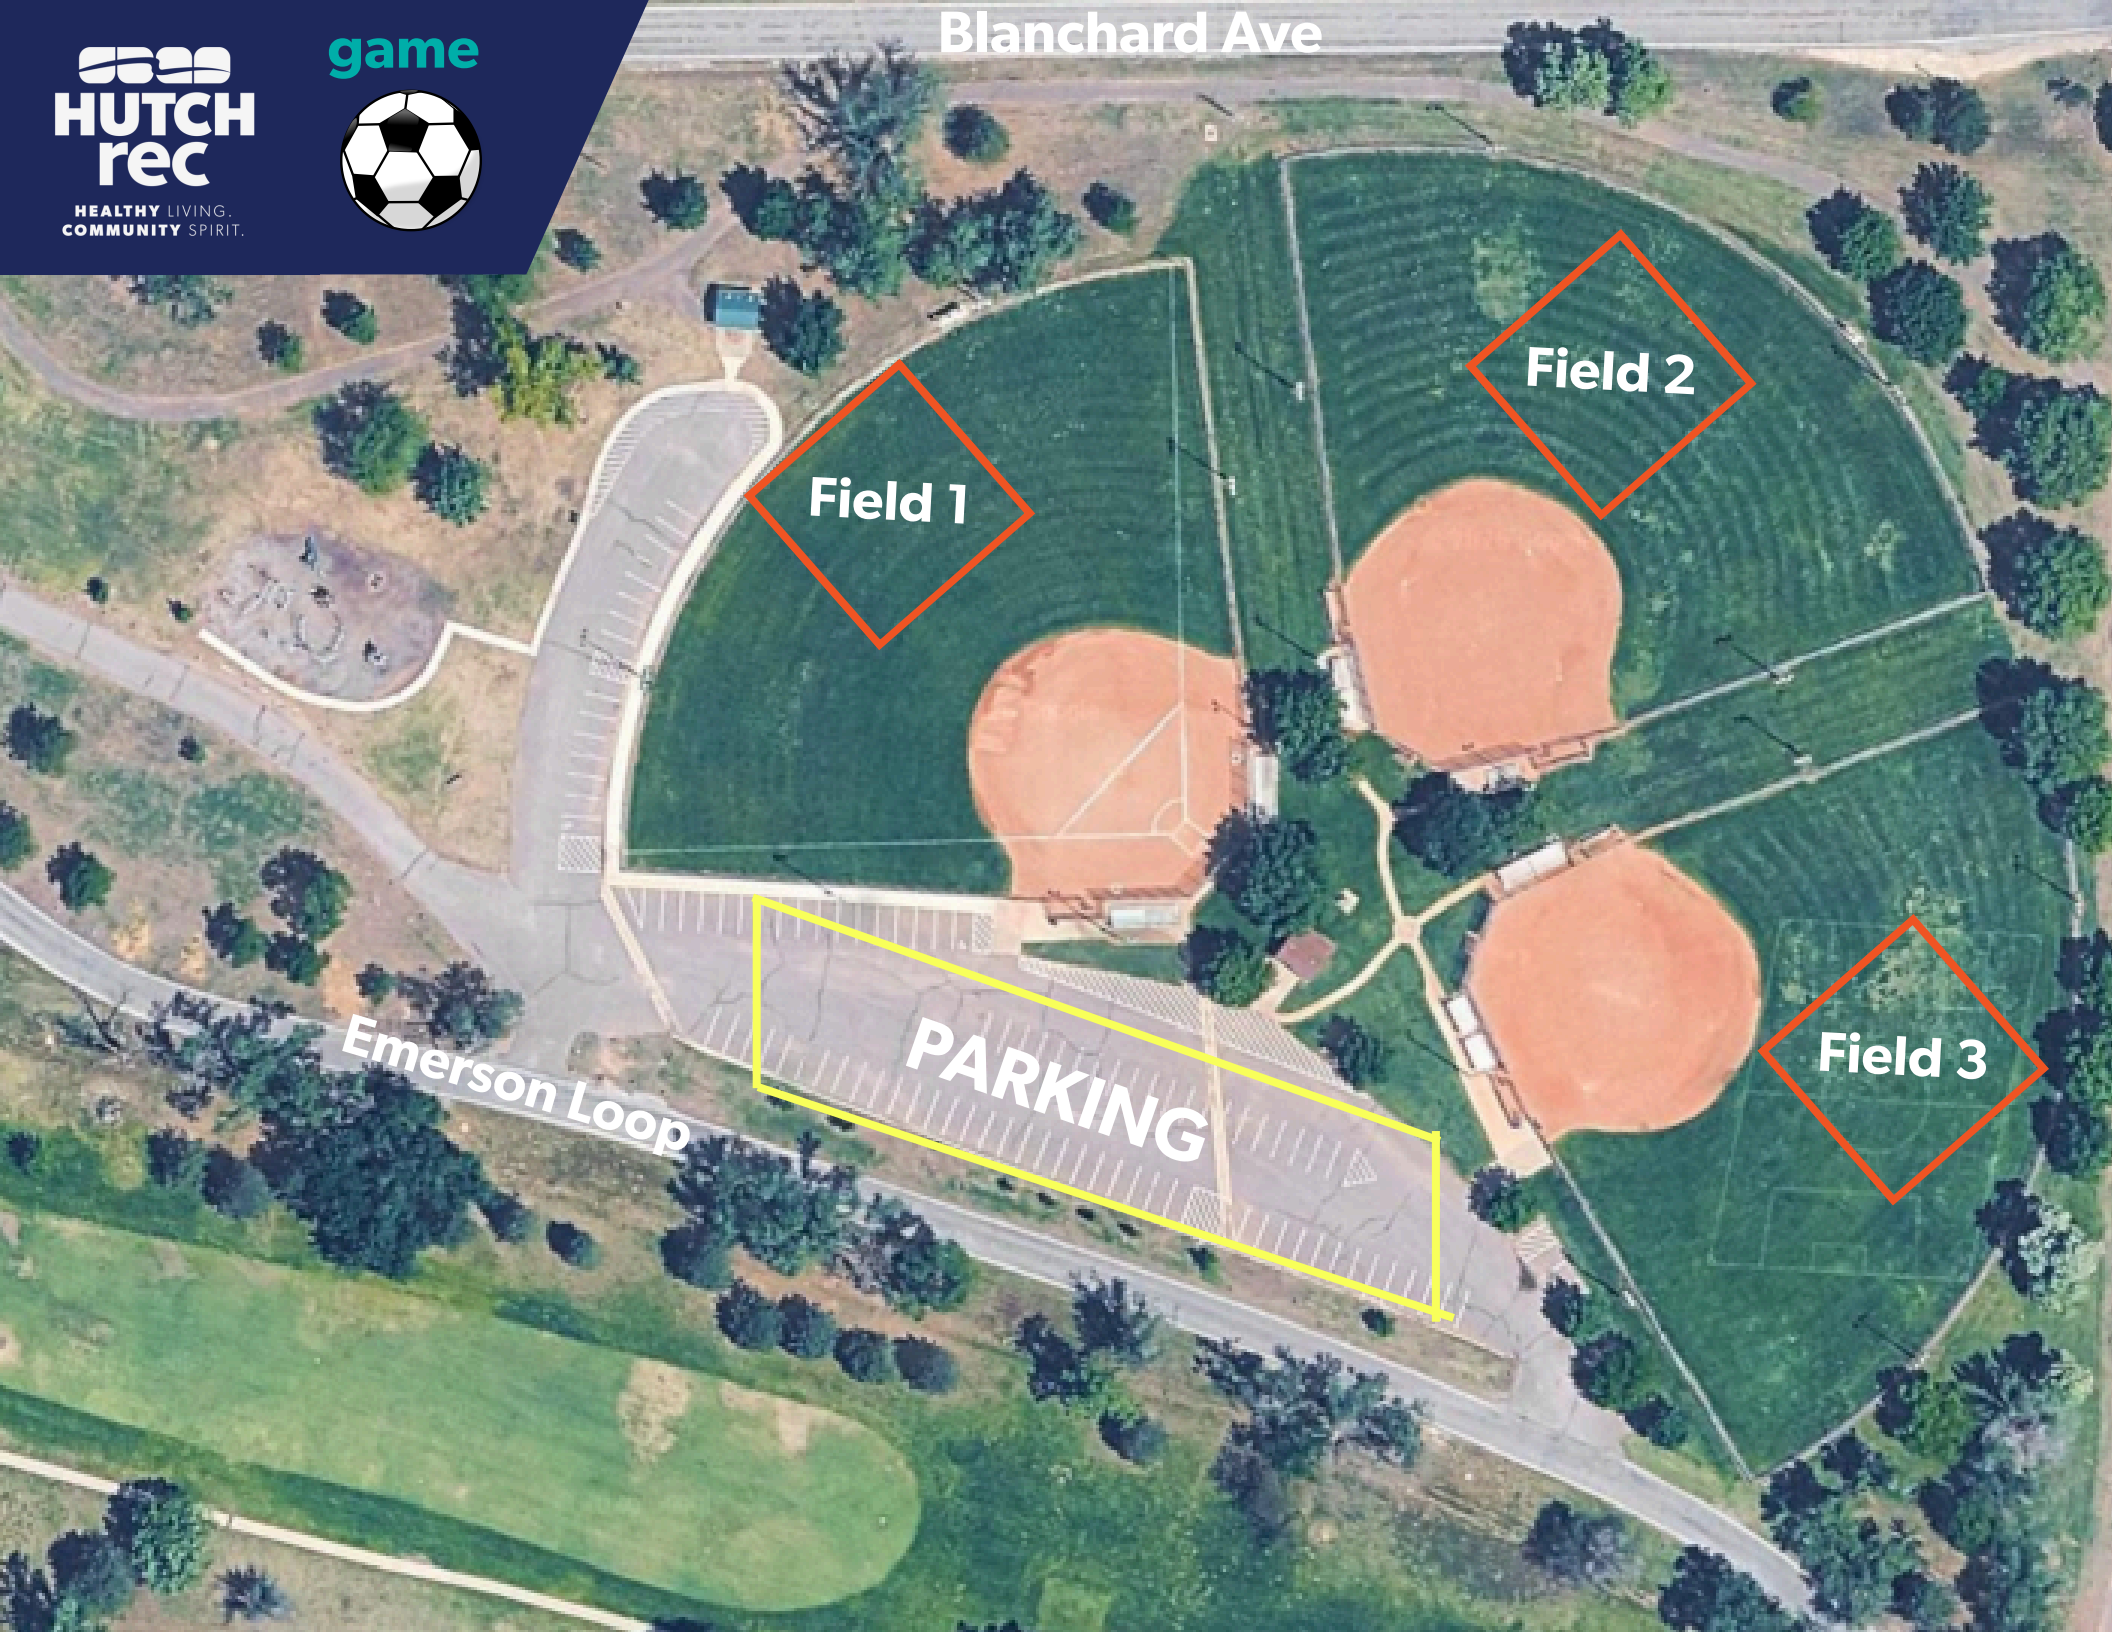 HUTCH
rec
HEALTHY LIVING.
COMMUNITY SPIRIT.
game
Blanchard Ave
Field 2
Field 1
Field 3
PARKING
Emerson Loop